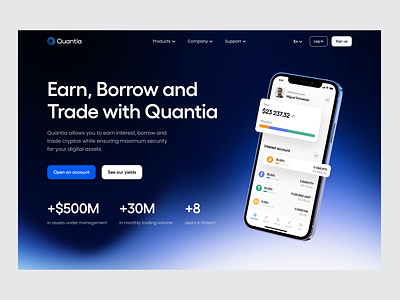 Quantia
Products
Company
Support
En
Log in
Sign up
Earn, Borrow and
Trade with Quantia
Quantia allows you to earn interest, borrow and
trade cryptos while ensuring maximum security
for your digital assets.
Open an account
See our yields
+$500M
in assets under management
+30M
in monthly trading volume
+8
years in fintech
Miguel Schweizer
$23 237.32
Interest account